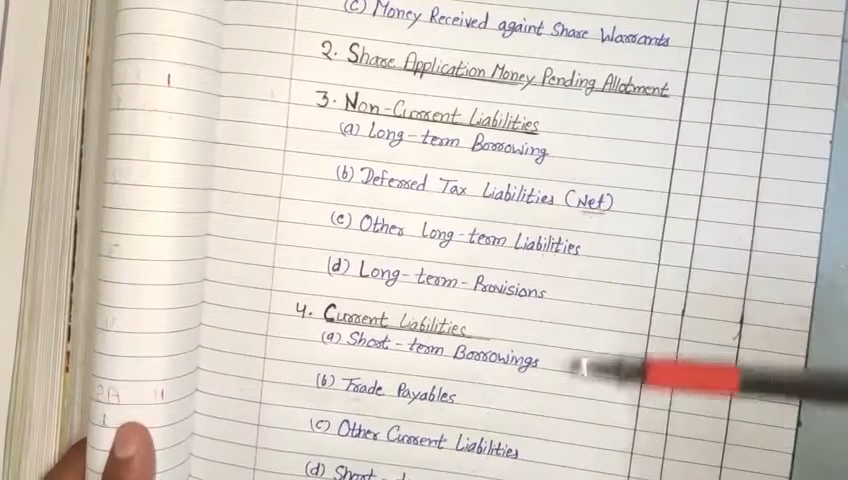 (c) Money Received againt Share Warrants
2. Share Application Money Pending Allotment
3. Non-Current Liabilities
(a) Long-term Borrowing
(b) Deferred Tax Liabilities (Net)
(c) Other Long-term Liabilities
(d) Long-term-Provisions
4. Current Liabilities
(a) Short-term Borrowings
(b) Trade Payables
(c) Other Current Liabilities
(d) Short-